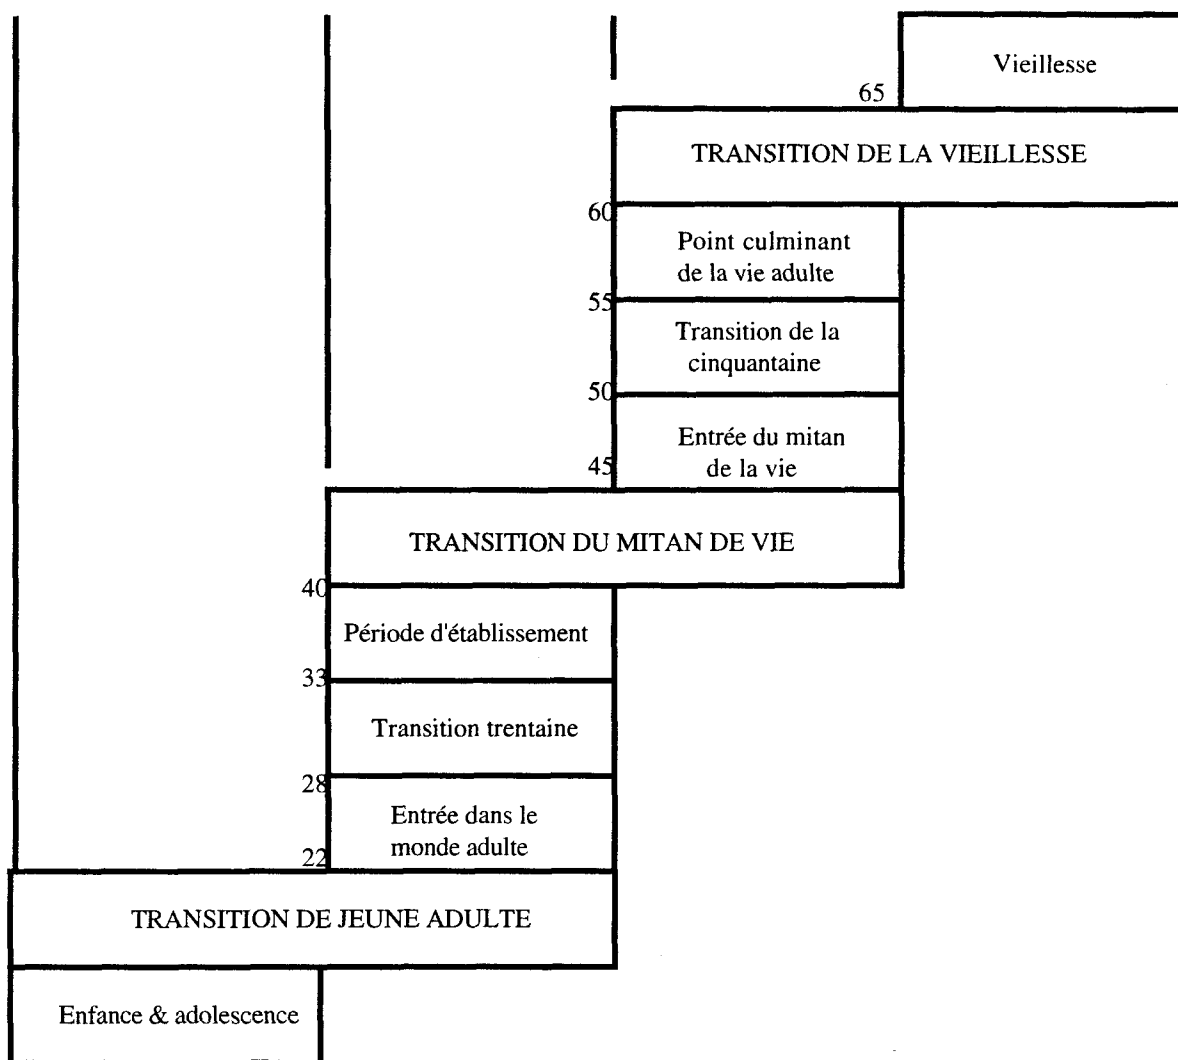 Vieillesse
65
TRANSITION DE LA VIEILLESSE
60
Point culminant
de la vie adulte
55
Transition de la
cinquantaine
50
Entrée du mitan
de la vie
45
TRANSITION DU MITAN DE VIE
40
Période d'établissement
33
Transition trentaine
28
Entrée dans le
monde adulte
22
TRANSITION DE JEUNE ADULTE
Enfance & adolescence